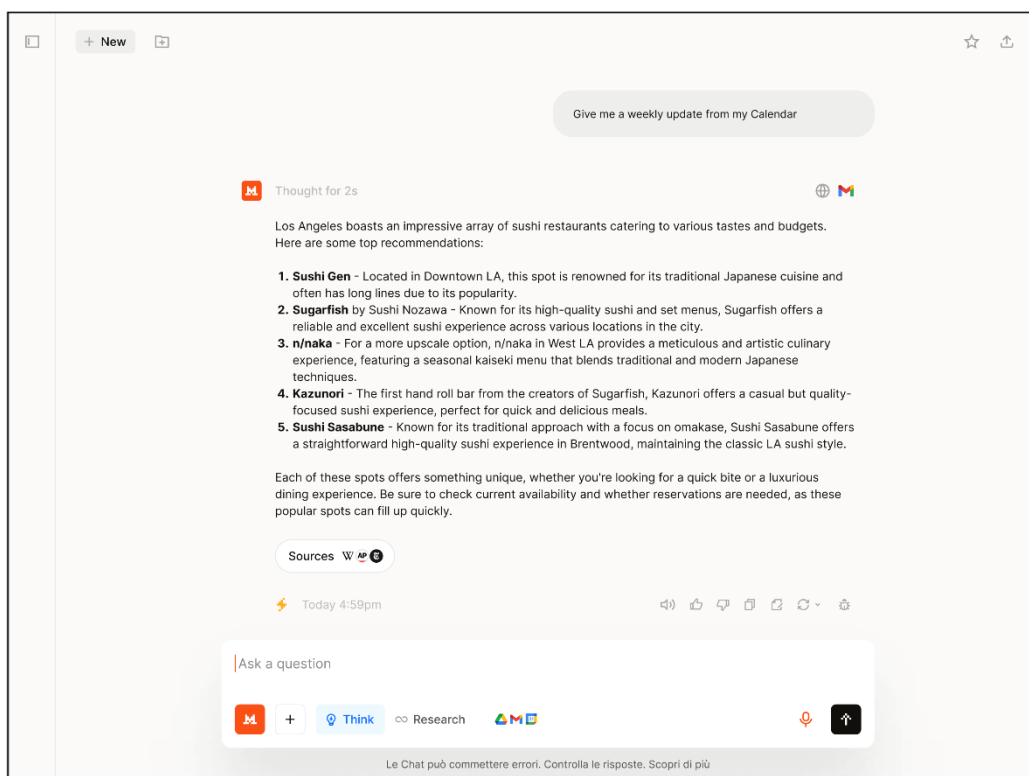 New
Give me a weekly update from my Calendar
Thought for 2s
Los Angeles boasts an impressive array of sushi restaurants catering to various tastes and budgets.
Here are some top recommendations:
1. Sushi Gen - Located in Downtown LA, this spot is renowned for its traditional Japanese cuisine and
often has long lines due to its popularity.
2. Sugarfish by Sushi Nozawa - Known for its high-quality sushi and set menus, Sugarfish offers a
reliable and excellent sushi experience across various locations in the city.
3. n/naka - For a more upscale option, n/naka in West LA provides a meticulous and artistic culinary
experience, featuring a seasonal kaiseki menu that blends traditional and modern Japanese
techniques.
4. Kazunori - The first hand roll bar from the creators of Sugarfish, Kazunori offers a casual but quality-
focused sushi experience, perfect for quick and delicious meals.
5. Sushi Sasabune - Known for its traditional approach with a focus on omakase, Sushi Sasabune offers
a straightforward high-quality sushi experience in Brentwood, maintaining the classic LA sushi style.
Each of these spots offers something unique, whether you're looking for a quick bite or a luxurious
dining experience. Be sure to check current availability and whether reservations are needed, as these
popular spots can fill up quickly.
Sources W AP
Today 4:59pm
Ask a question
Think Research
Le Chat può commettere errori. Controlla le risposte. Scopri di più